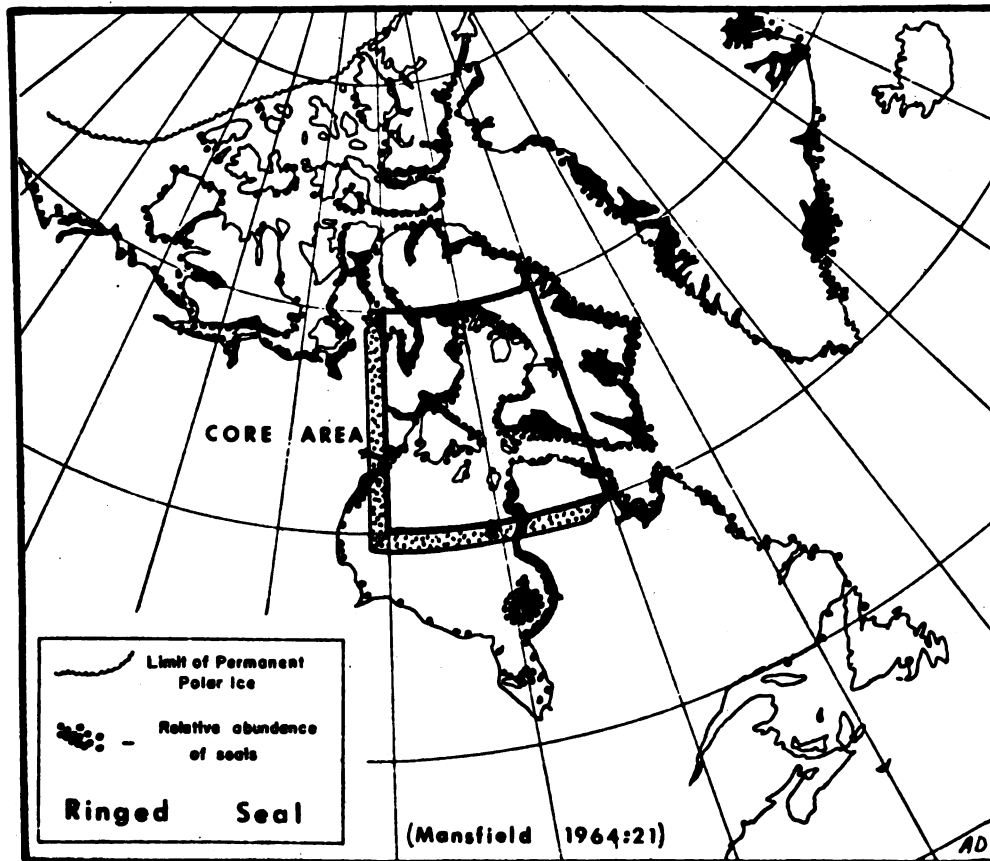 CORE AREA
Limit of Permanent
Polar Ice
Relative abundance
of seals
Ringed Seal
(Mansfield 1964:21)
AD